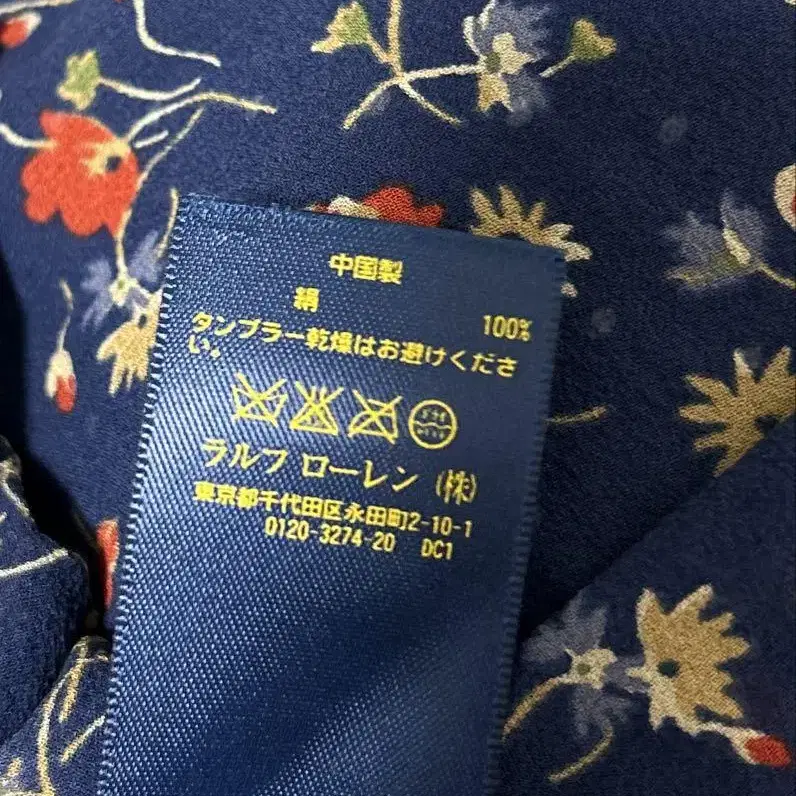 中国製
絹 100%
タンブラー乾燥はお避けくださ
い。
ラルフ ローレン (株)
東京都千代田区永田町2-10-1
0120-3274-20 DC1